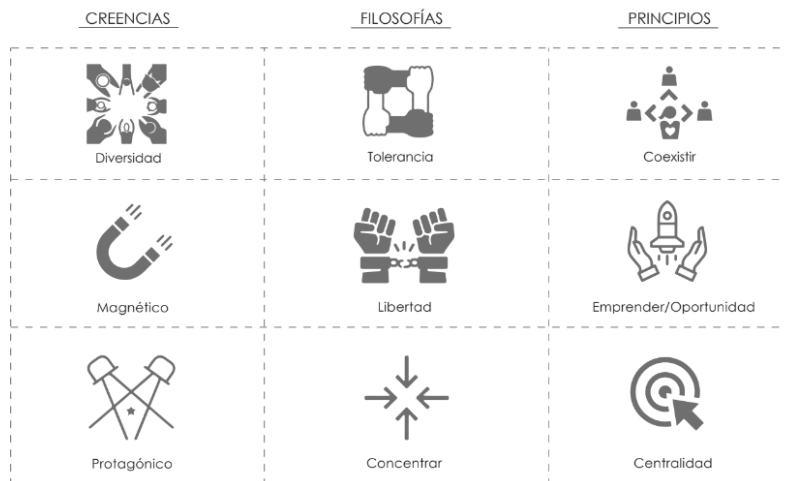 CREENCIAS
FILOSOFÍAS
PRINCIPIOS
Diversidad
Tolerancia
Coexistir
Magnético
Libertad
Emprender/Oportunidad
Protagónico
Concentrar
Centralidad